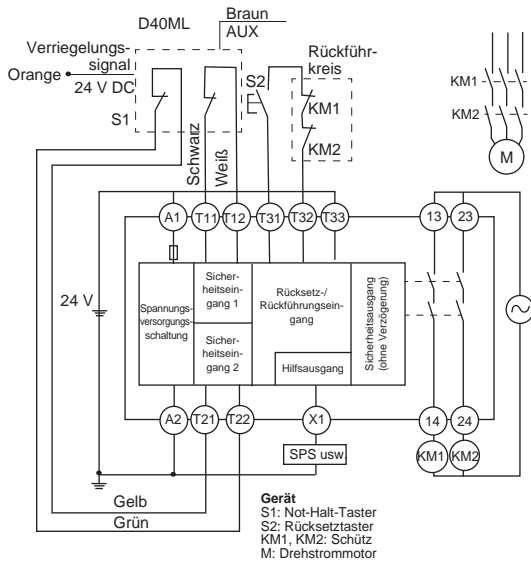 D40ML
Braun
AUX
Verriegelungs-
signal
Orange
24 V DC
S1
S2
Rückführ-
kreis
KM1
KM2
Schwarz
Weiß
KM1
KM2
M
A1
T11
T12
T31
T32
T33
13
23
24 V
Spannungs-
versorgungs-
schaltung
Sicher-
heitsein-
gang 1
Sicher-
heitsein-
gang 2
Rücksetz-/
Rückführungsein-
gang
Hilfsausgang
Sicherheitsausgang
(ohne Verzögerung)
A2
T21
T22
X1
14
24
SPS usw.
KM1
KM2
Gelb
Grün
Gerät
S1: Not-Halt-Taster
S2: Rücksetztaster
KM1, KM2: Schütz
M: Drehstrommotor